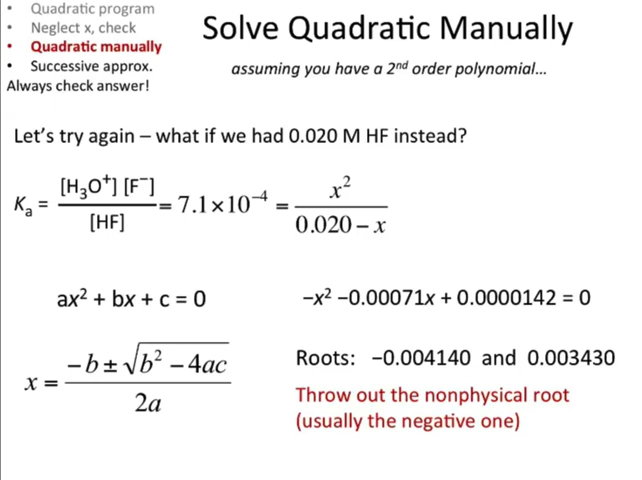 • Quadratic program
• Neglect x, check
• Quadratic manually
• Successive approx.
Always check answer!
Solve Quadratic Manually
assuming you have a 2ⁿᵈ order polynomial...
Let's try again – what if we had 0.020 M HF instead?
Kₐ = [H₃O⁺] [F⁻] / [HF] = 7.1×10⁻⁴ = x² / 0.020 – x
ax² + bx + c = 0
–x² –0.00071x + 0.0000142 = 0
x = –b ± √b² – 4ac / 2a
Roots: –0.004140 and 0.003430
Throw out the nonphysical root
(usually the negative one)